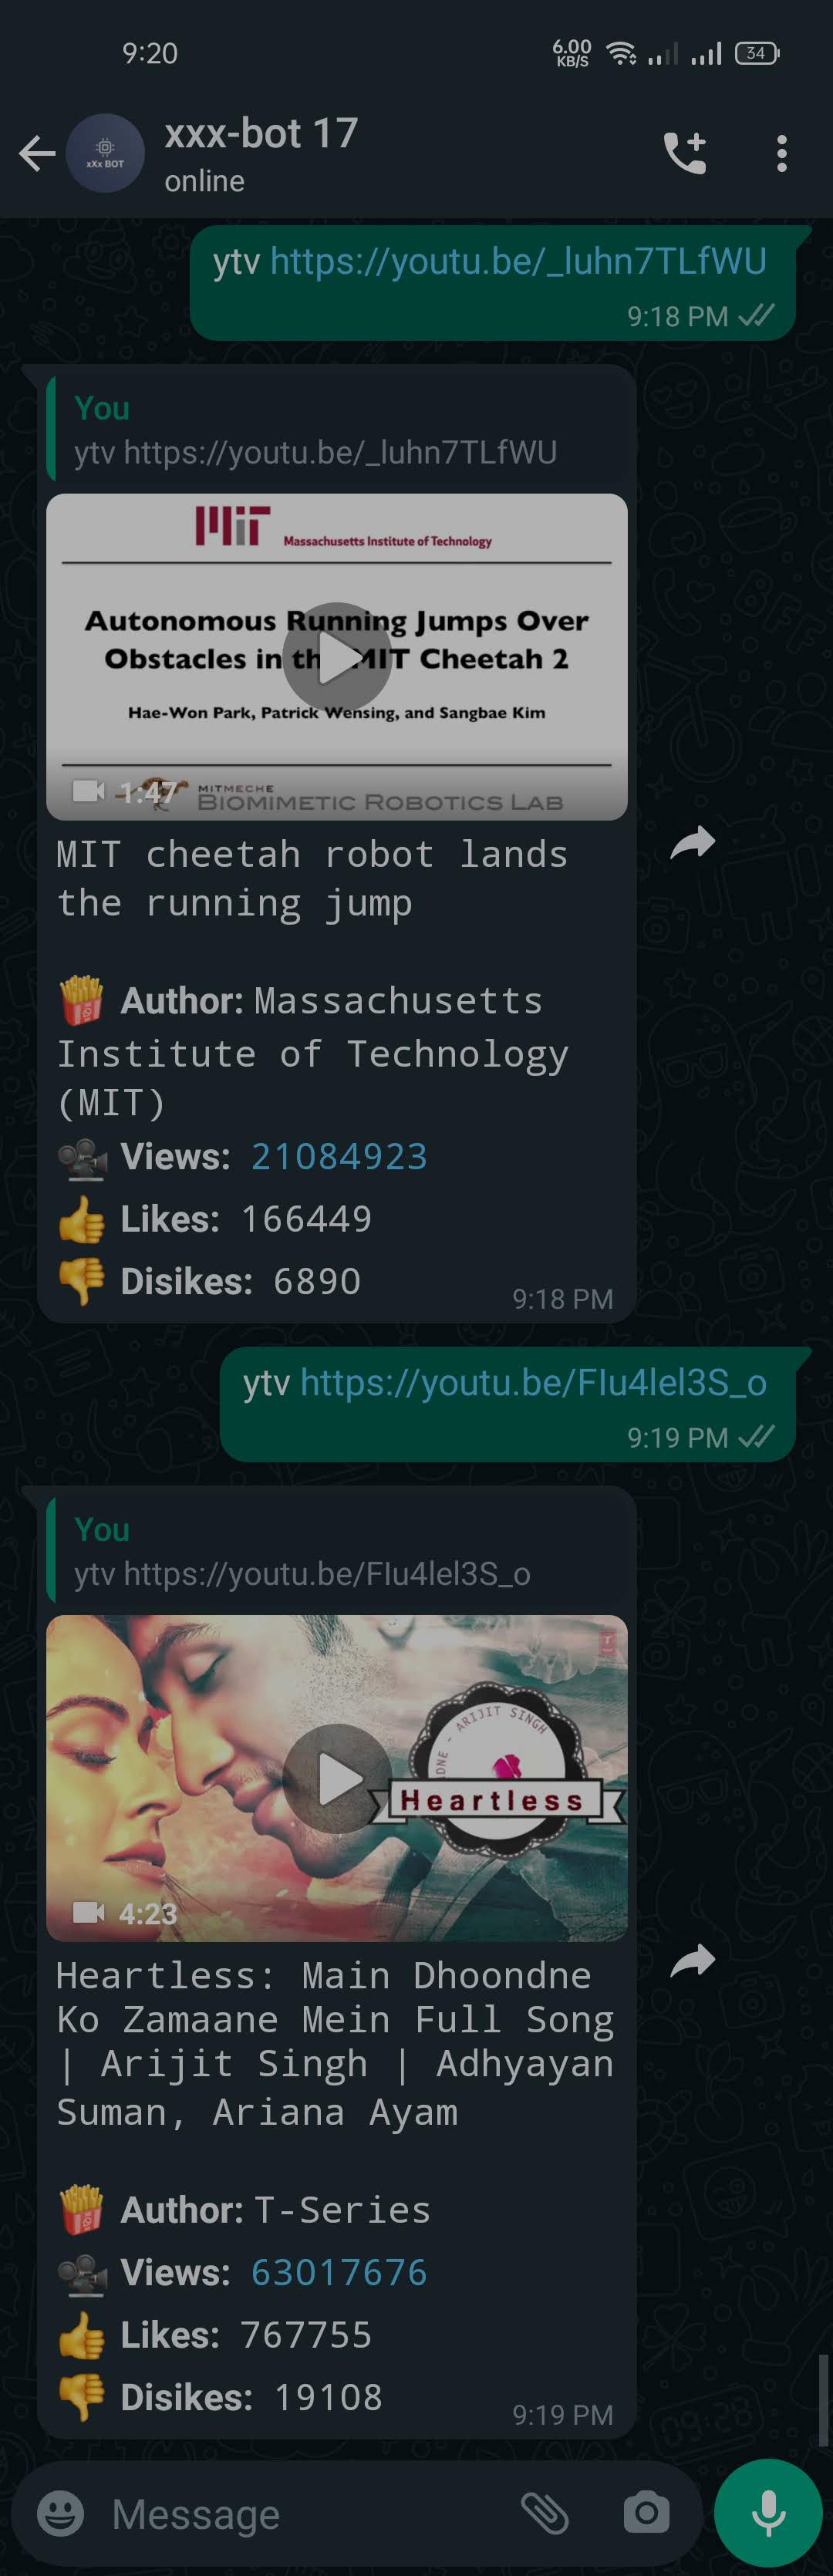 9:20
6.00
KB/S
34
xXx BOT
xxx-bot 17
online
ytv https://youtu.be/_luhn7TLfWU
9:18 PM
You
ytv https://youtu.be/_luhn7TLfWU
MIT
Massachusetts Institute of Technology
Autonomous Running Jumps Over
Obstacles in the MIT Cheetah 2
Hae-Won Park, Patrick Wensing, and Sangbae Kim
1:47
MITMECHE
BIOMIMETIC ROBOTICS LAB
MIT cheetah robot lands
the running jump
Author: Massachusetts
Institute of Technology
(MIT)
Views: 21084923
Likes: 166449
Disikes: 6890
9:18 PM
ytv https://youtu.be/FIu4lel3S_o
9:19 PM
You
ytv https://youtu.be/FIu4lel3S_o
T
ARIJIT SINGH
Heartless
4:23
Heartless: Main Dhoondne
Ko Zamaane Mein Full Song
| Arijit Singh | Adhyayan
Suman, Ariana Ayam
Author: T-Series
Views: 63017676
Likes: 767755
Disikes: 19108
9:19 PM
Message